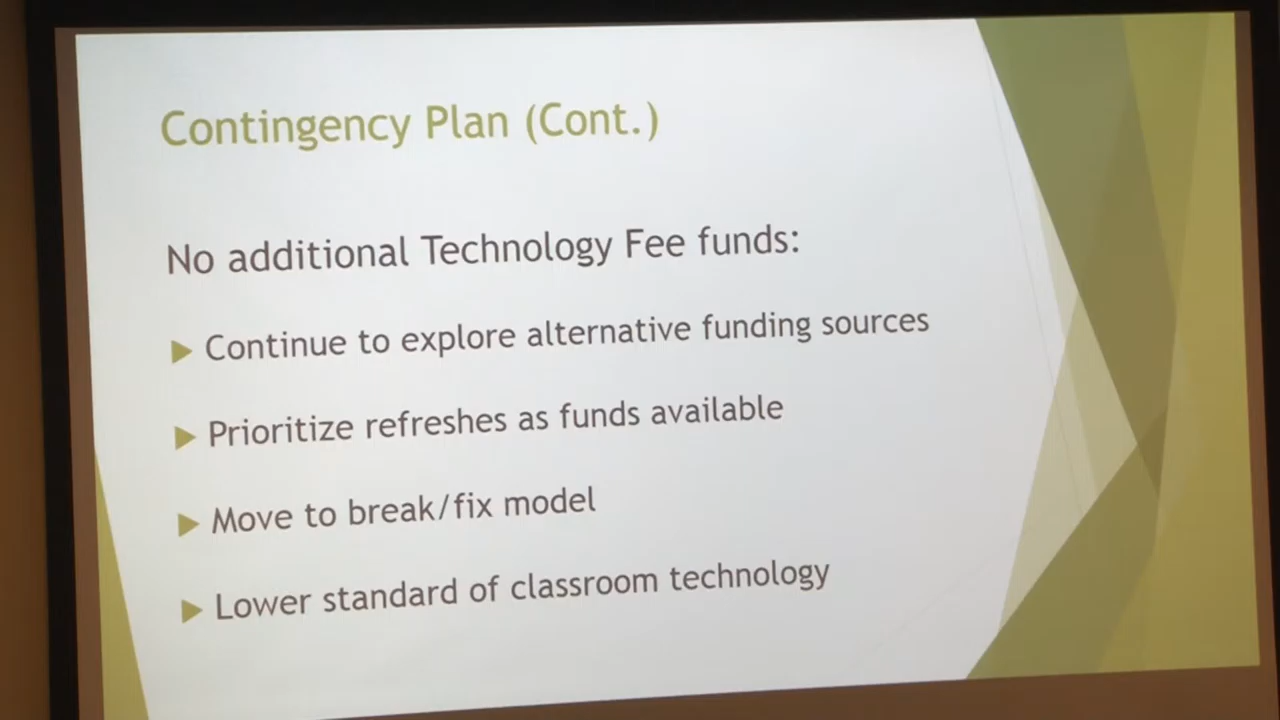 Contingency Plan (Cont.)
No additional Technology Fee funds:
Continue to explore alternative funding sources
Prioritize refreshes as funds available
Move to break/fix model
Lower standard of classroom technology